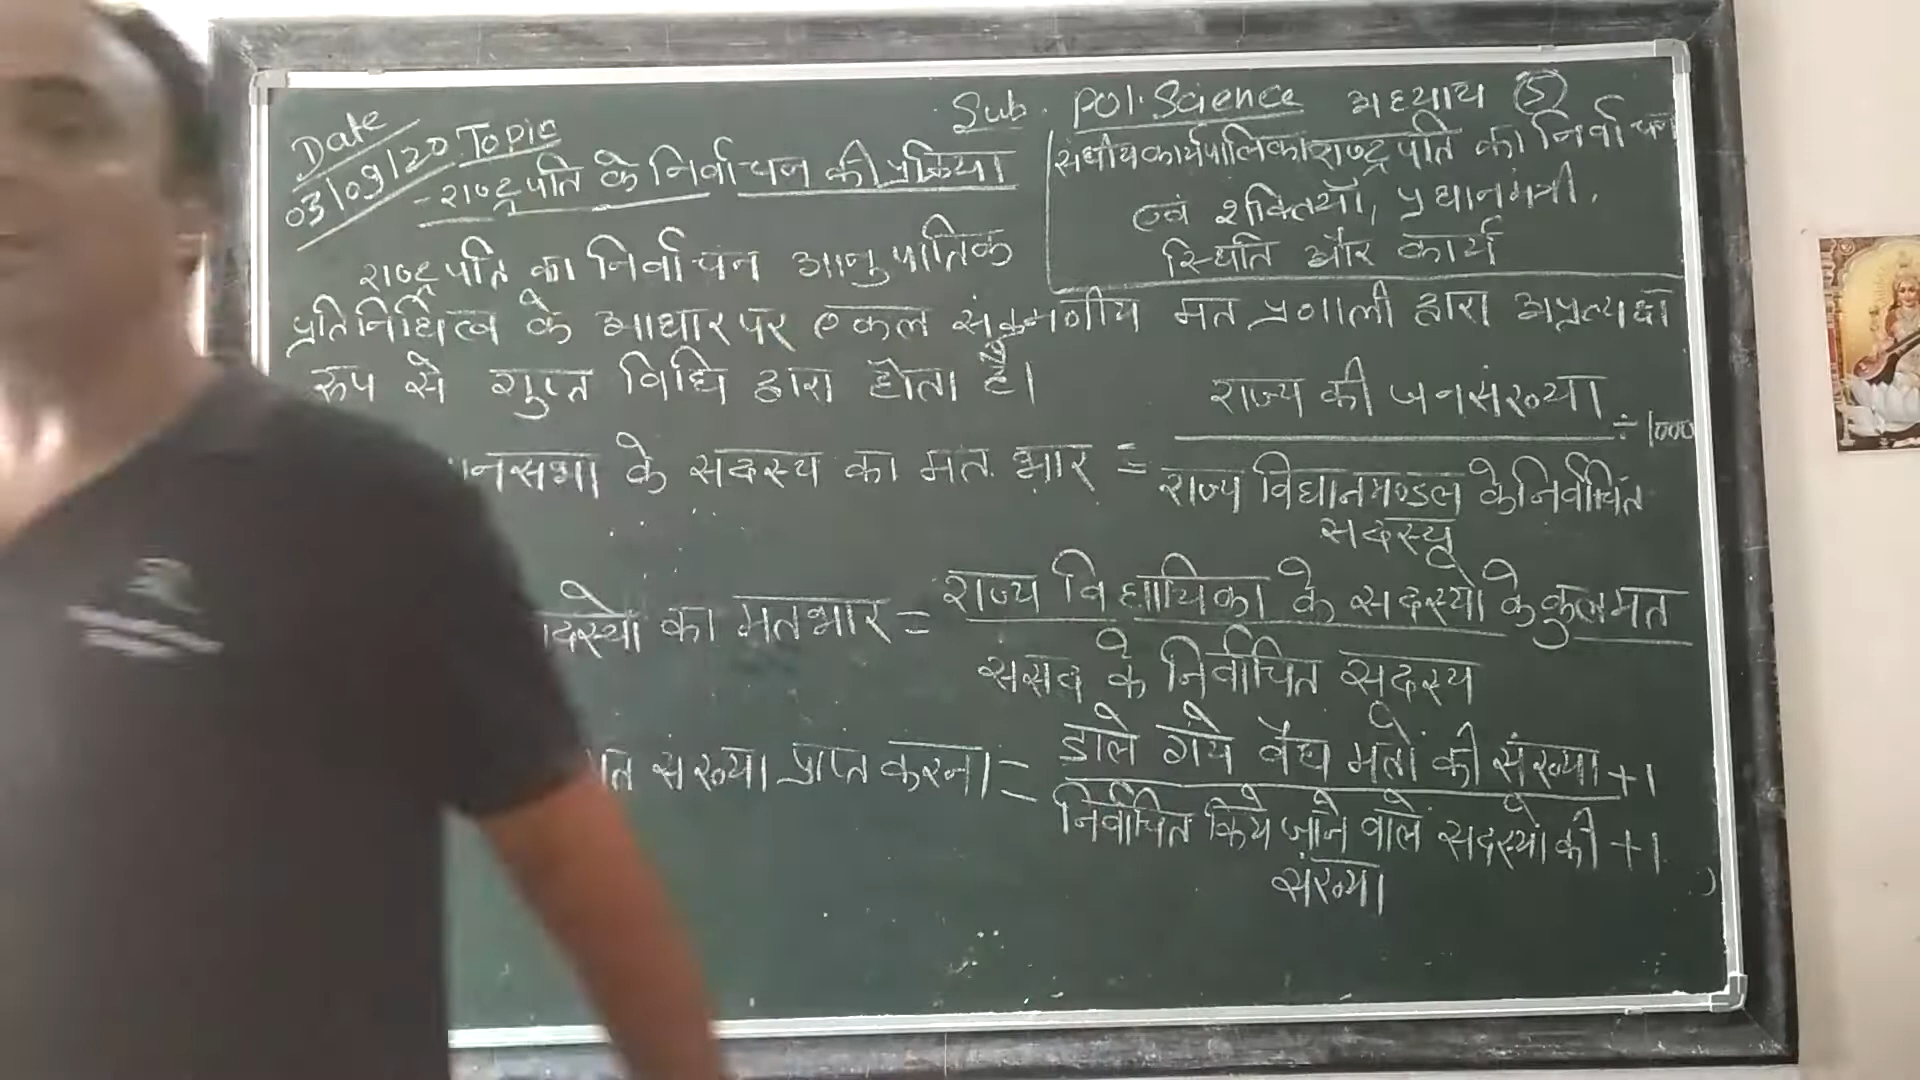 Date
03/09/20
Topic
- राष्ट्रपति के निर्वाचन की प्रक्रिया
Sub. Pol. Science अध्याय 5
संघीय कार्यपालिका राष्ट्रपति का निर्वाचन
एवं शक्तियाँ, प्रधानमंत्री,
स्थिति और कार्य
राष्ट्रपति का निर्वाचन आनुपातिक
प्रतिनिधित्व के आधार पर एकल संक्रमणीय मत प्रणाली द्वारा अप्रत्यक्ष
रूप से गुप्त विधि द्वारा होता है।
नसभा के सदस्य का मत भार = राज्य की जनसंख्या ÷ 1000
राज्य विधानमण्डल के निर्वाचित
सदस्य
दस्यों का मतभार = राज्य विधायिका के सदस्यों के कुल मत
संसद के निर्वाचित सदस्य
संख्या प्राप्त करना = डाले गये वैध मतों की संख्या + 1
निर्वाचित किये जाने वाले सदस्यों की + 1
संख्या